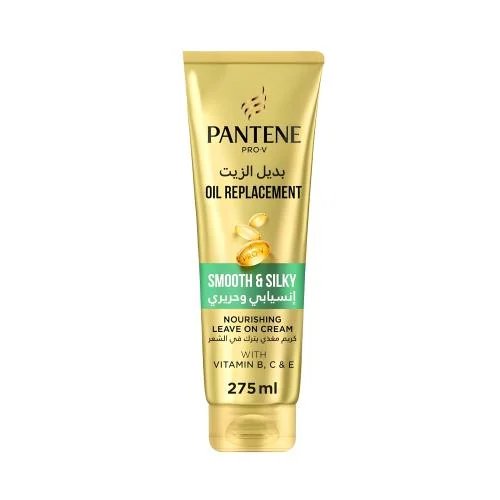 PANTENE
PRO-V
بديل الزيت
OIL REPLACEMENT
PRO-V
SMOOTH & SILKY
إنسيابي وحريري
NOURISHING
LEAVE ON CREAM
كريم مغذي يترك في الشعر
WITH
VITAMIN B, C & E
275 ml